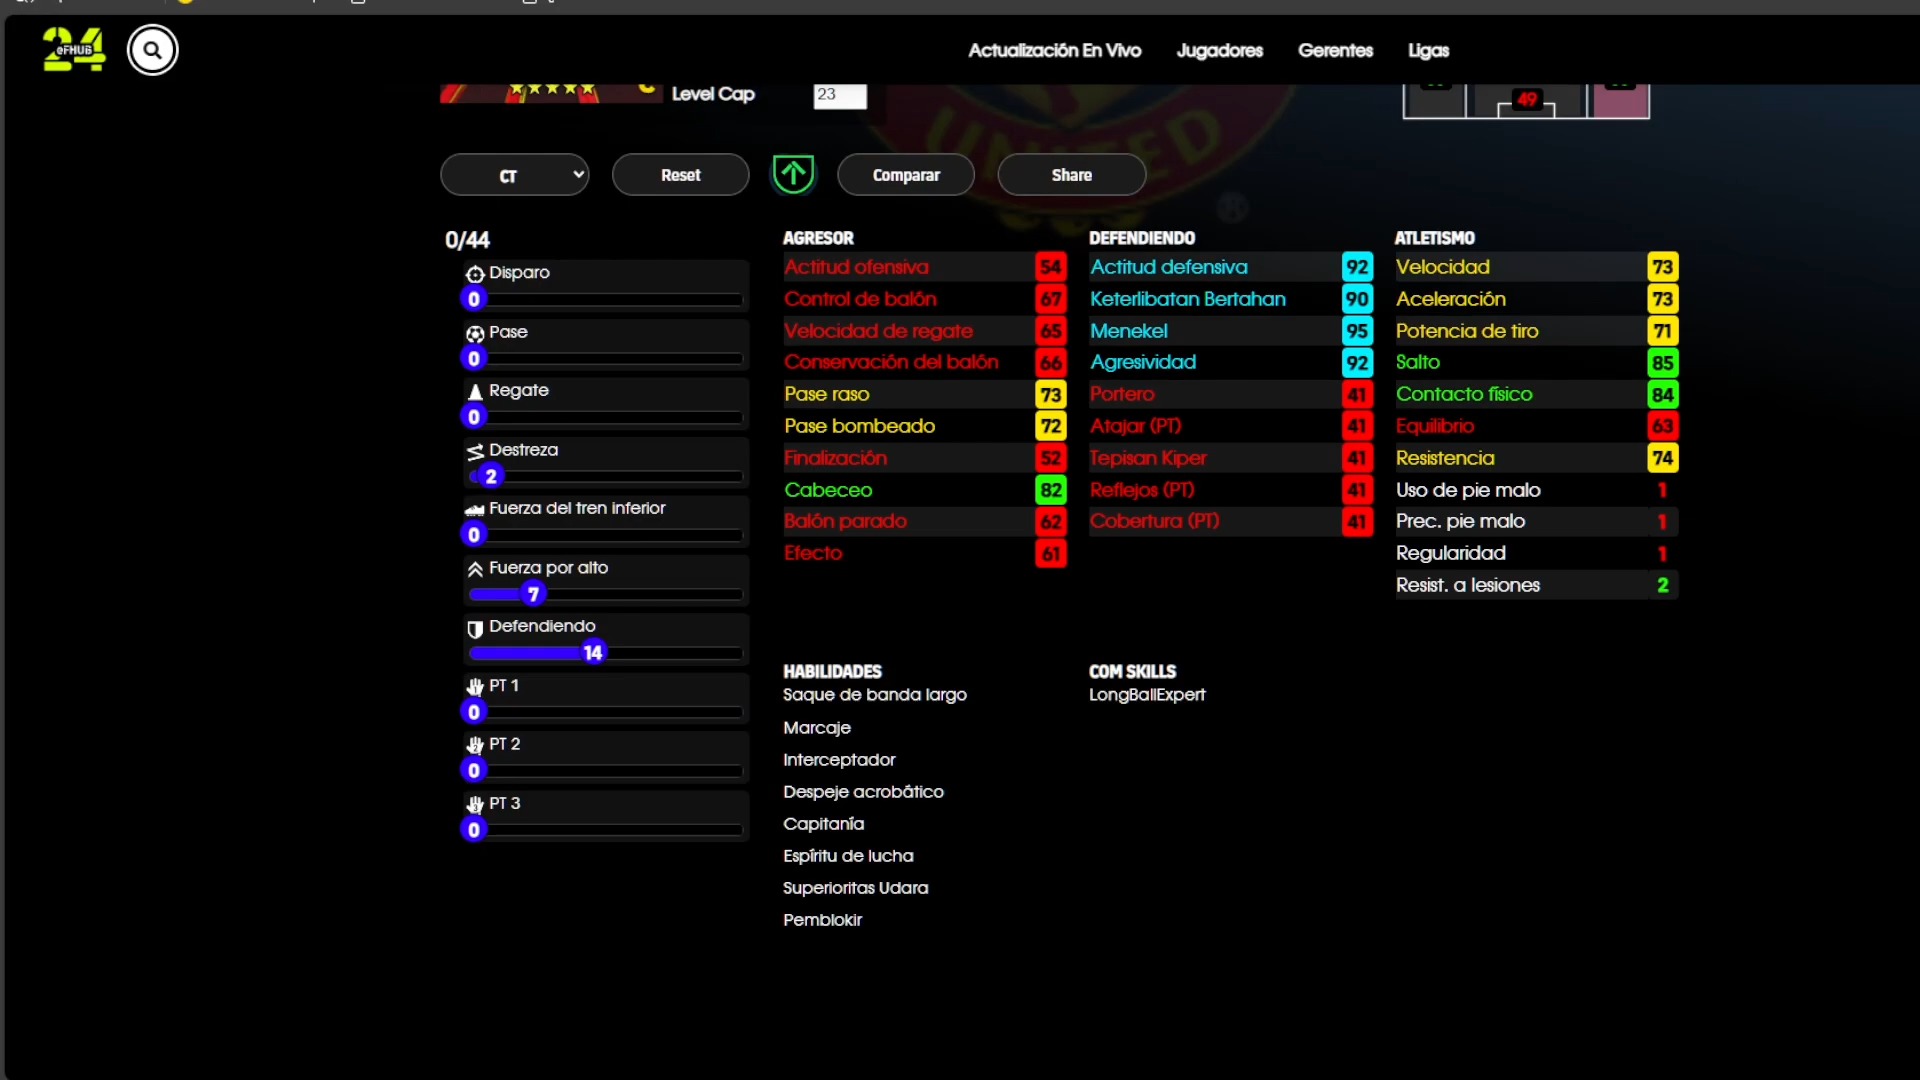 24 eFHUB
Actualización En Vivo
Jugadores
Gerentes
Ligas
Level Cap
23
49
UNITED
®
CT
Reset
Comparar
Share
0/44
Disparo
0
Pase
0
Regate
0
Destreza
2
Fuerza del tren inferior
0
Fuerza por alto
7
Defendiendo
14
PT 1
0
PT 2
0
PT 3
0
AGRESOR
Actitud ofensiva 54
Control de balón 67
Velocidad de regate 65
Conservación del balón 66
Pase raso 73
Pase bombeado 72
Finalización 52
Cabeceo 82
Balón parado 62
Efecto 61
DEFENDIENDO
Actitud defensiva 92
Keterlibatan Bertahan 90
Menekel 95
Agresividad 92
Portero 41
Atajar (PT) 41
Tepisan Kiper 41
Reflejos (PT) 41
Cobertura (PT) 41
ATLETISMO
Velocidad 73
Aceleración 73
Potencia de tiro 71
Salto 85
Contacto físico 84
Equilibrio 63
Resistencia 74
Uso de pie malo 1
Prec. pie malo 1
Regularidad 1
Resist. a lesiones 2
HABILIDADES
Saque de banda largo
Marcaje
Interceptador
Despeje acrobático
Capitanía
Espíritu de lucha
Superioritas Udara
Pemblokir
COM SKILLS
LongBallExpert